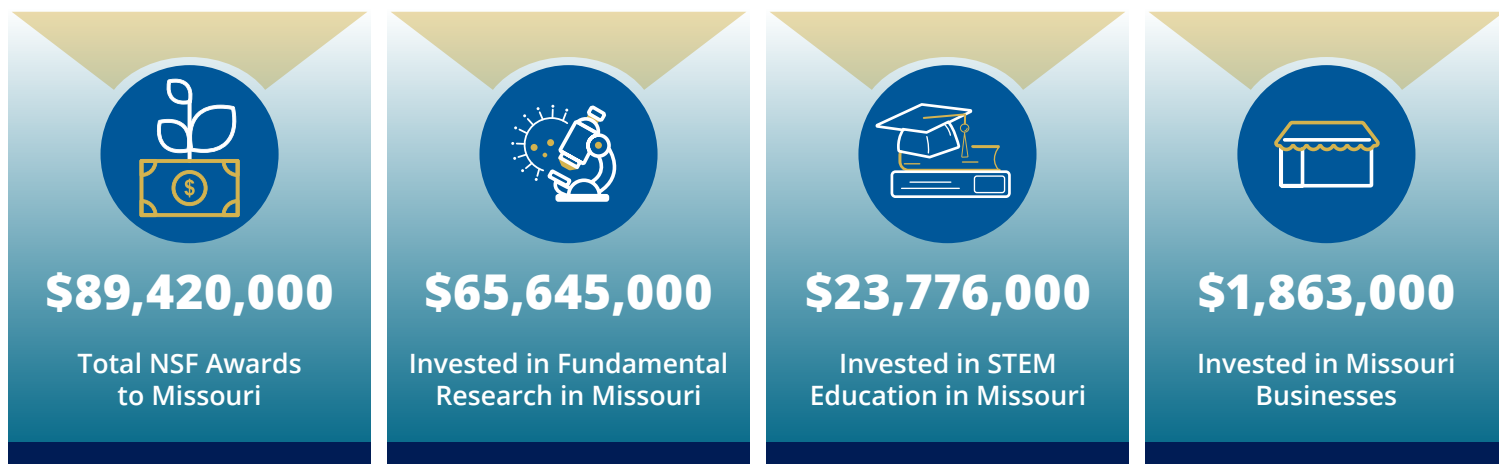 $
$89,420,000
Total NSF Awards
to Missouri
$65,645,000
Invested in Fundamental
Research in Missouri
$23,776,000
Invested in STEM
Education in Missouri
$1,863,000
Invested in Missouri
Businesses